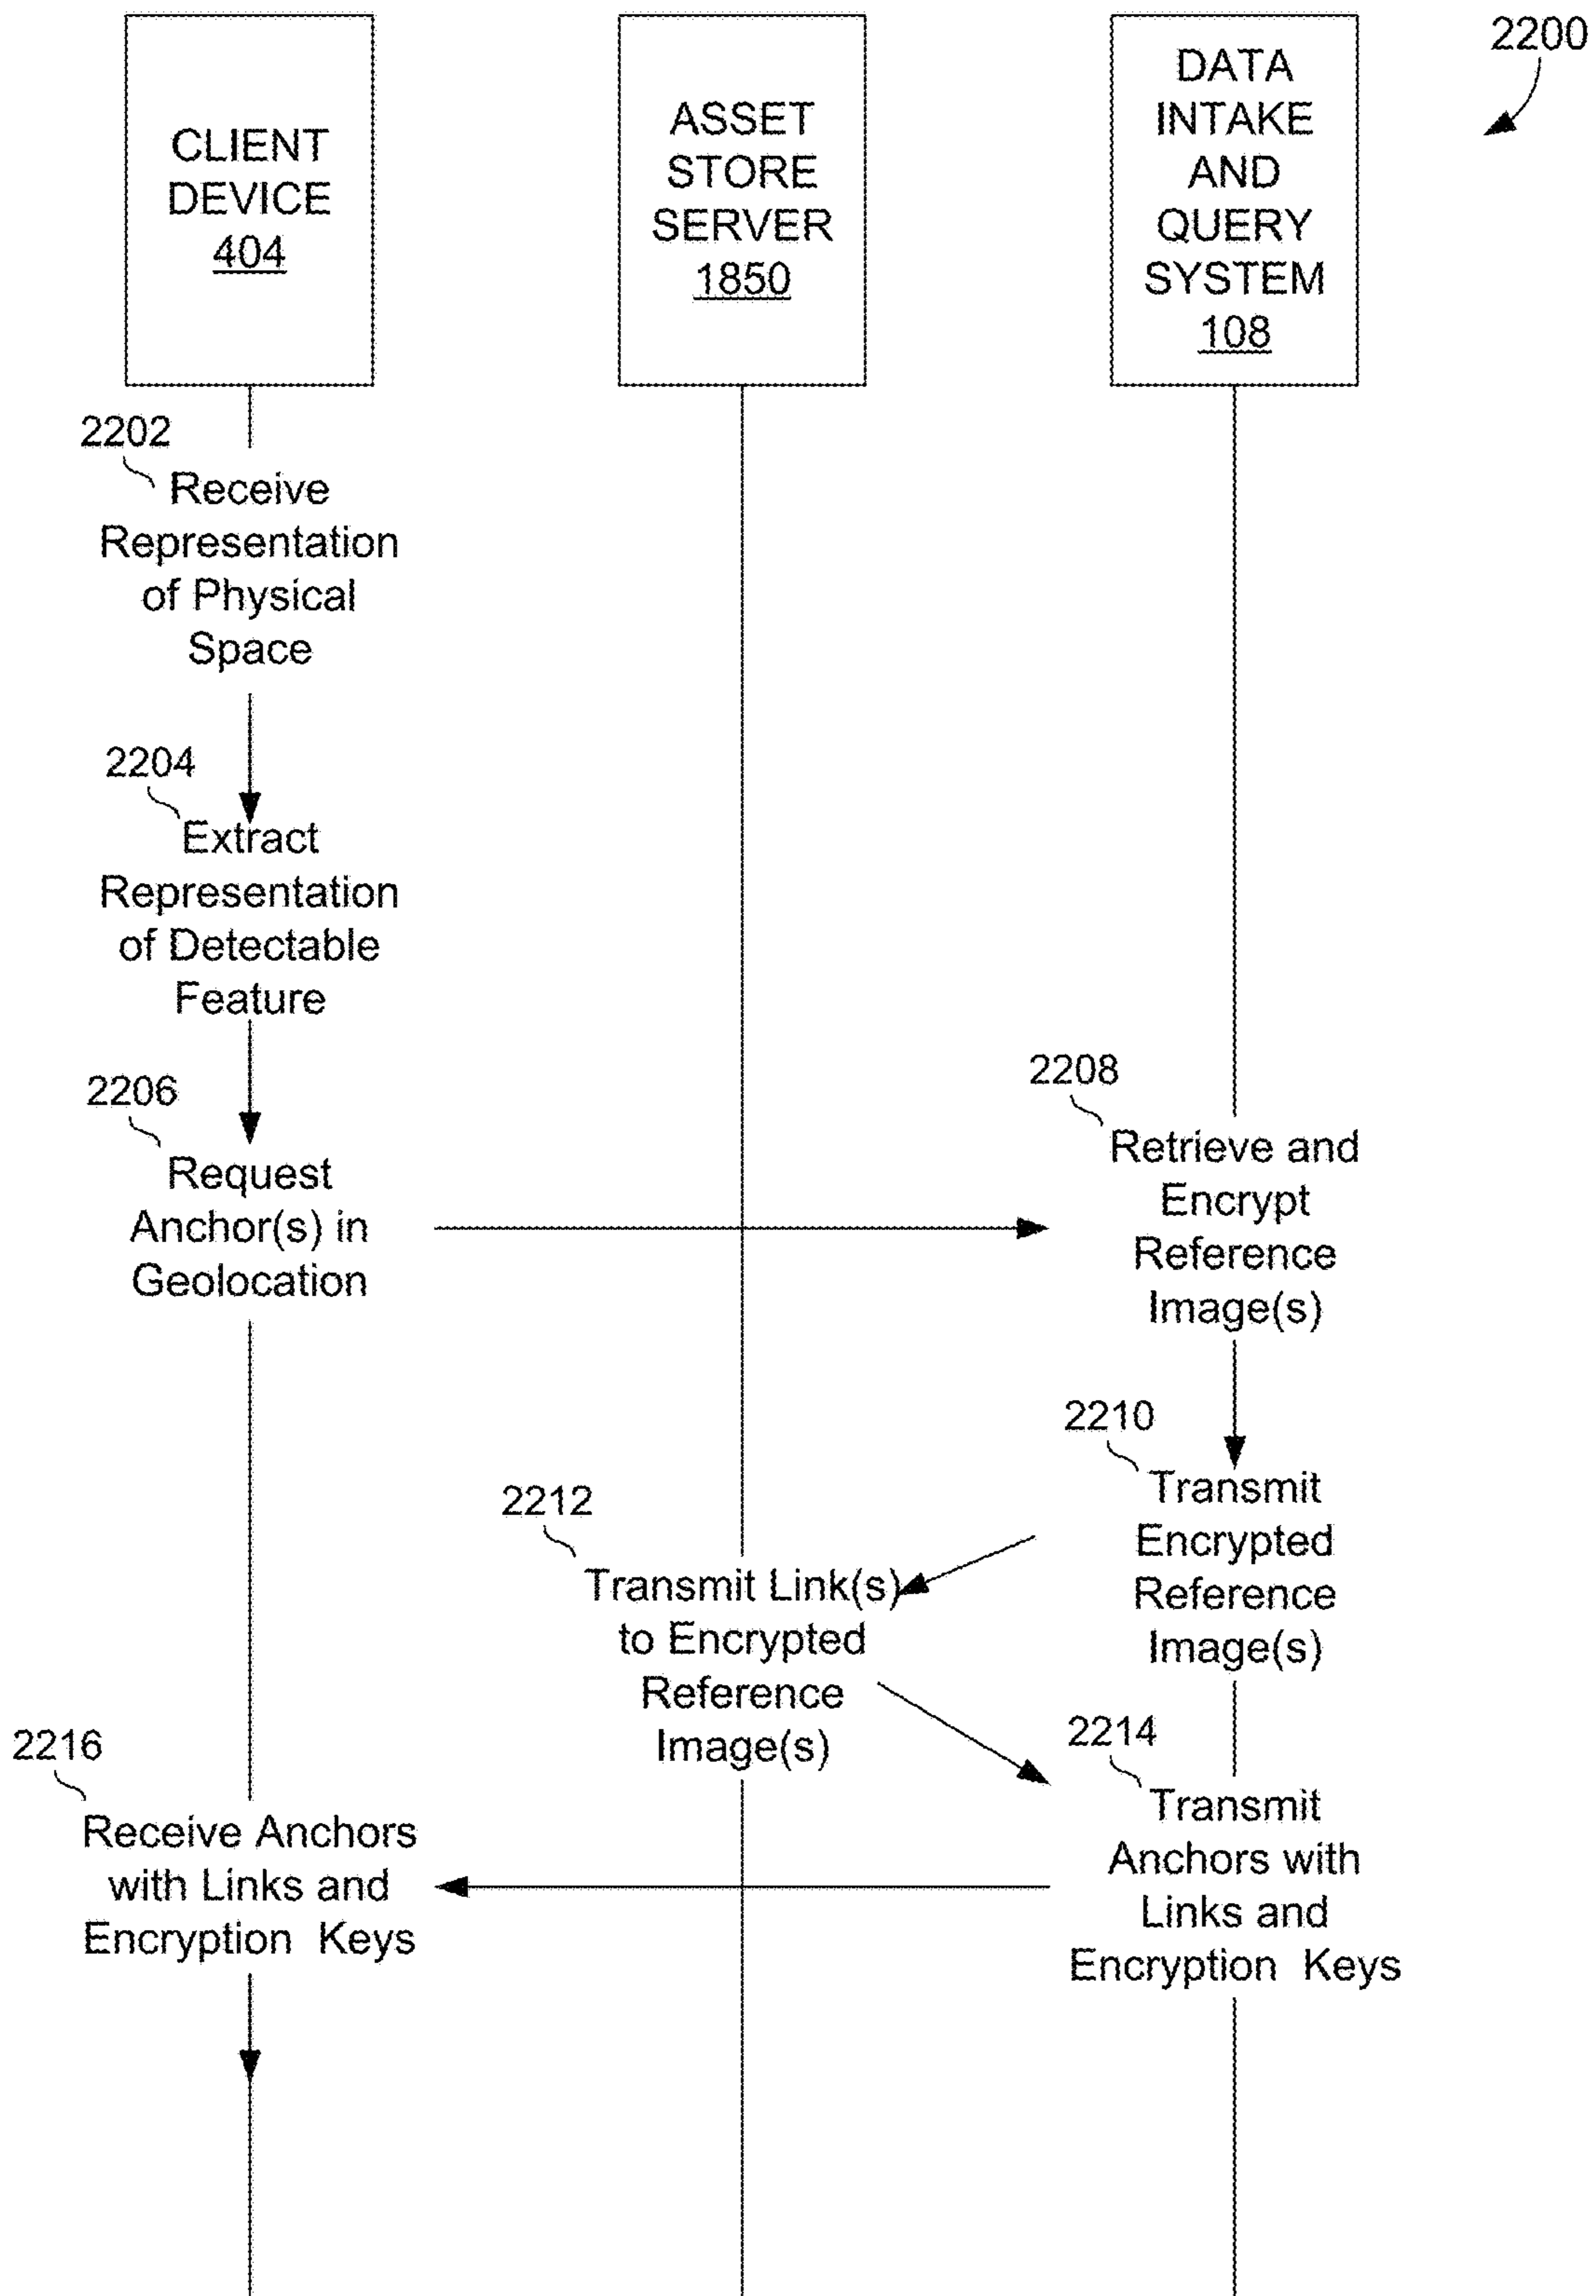 2200
CLIENT
DEVICE
404
ASSET
STORE
SERVER
1850
DATA
INTAKE
AND
QUERY
SYSTEM
108
2202
Receive
Representation
of Physical
Space
2204
Extract
Representation
of Detectable
Feature
2206
Request
Anchor(s) in
Geolocation
2208
Retrieve and
Encrypt
Reference
Image(s)
2210
Transmit
Encrypted
Reference
Image(s)
2212
Transmit Link(s)
to Encrypted
Reference
Image(s)
2214
Transmit
Anchors with
Links and
Encryption Keys
2216
Receive Anchors
with Links and
Encryption Keys